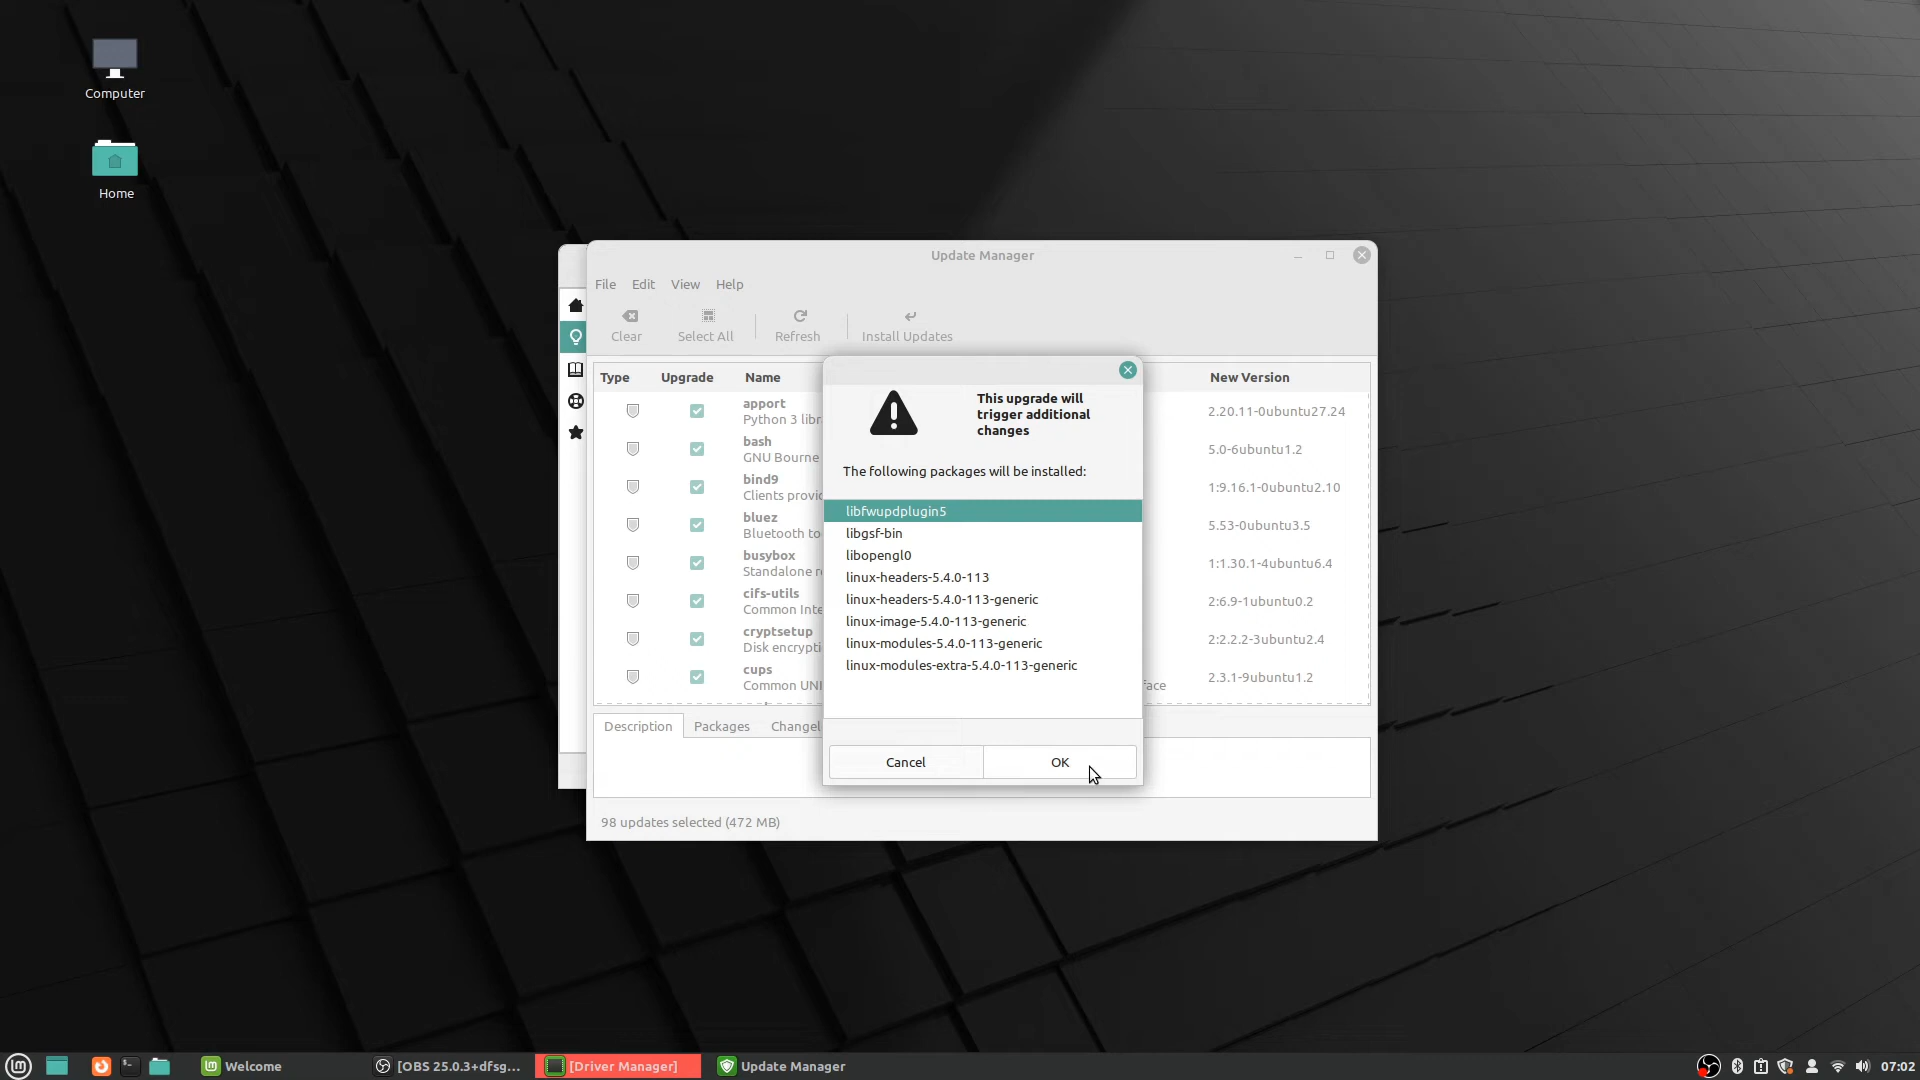 Computer
Home
Update Manager
File Edit View Help
Clear Select All Refresh Install Updates
Type Upgrade Name New Version
apport 2.20.11-0ubuntu27.24
Python 3 libr
bash 5.0-6ubuntu1.2
GNU Bourne
bind9 1:9.16.1-0ubuntu2.10
Clients provi
bluez 5.53-0ubuntu3.5
Bluetooth to
busybox 1:1.30.1-4ubuntu6.4
Standalone r
cifs-utils 2:6.9-1ubuntu0.2
Common Inte
cryptsetup 2:2.2.2-3ubuntu2.4
Disk encrypti
cups 2.3.1-9ubuntu1.2
Common UNI face
This upgrade will
trigger additional
changes
The following packages will be installed:
libfwupdplugin5
libgsf-bin
libopengl0
linux-headers-5.4.0-113
linux-headers-5.4.0-113-generic
linux-image-5.4.0-113-generic
linux-modules-5.4.0-113-generic
linux-modules-extra-5.4.0-113-generic
Cancel OK
Description Packages Changel
98 updates selected (472 MB)
Welcome [OBS 25.0.3+dfsg... [Driver Manager] Update Manager 07:02